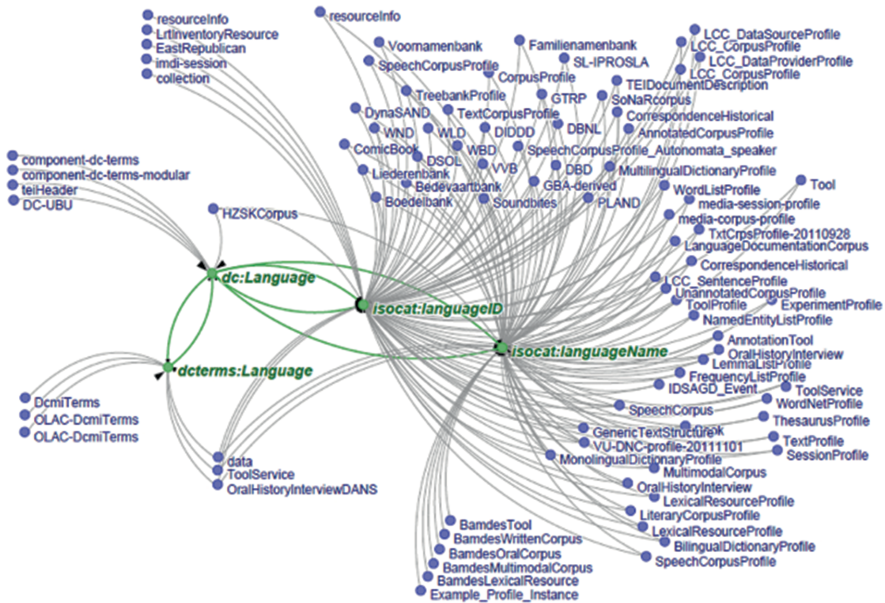 resourceInfo
LrtInventoryResource
EastRepublican
imdi-session
collection
resourceInfo
Voornamenbank
SpeechCorpusProfile
Familienamenbank
SL-IPROSLA
CorpusProfile
LCC_DataSourceProfile
LCC_CorpusProfile
LCC_DataProviderProfile
LCC_CorpusProfile
TEIDocumentDescription
TreebankProfile
GTRP
SoNaRcorpus
DynaSAND
TextCorpusProfile
CorrespondenceHistorical
WND
WLD
DIDDD
DBNL
AnnotatedCorpusProfile
ComicBook
WBD
SpeechCorpusProfile_Autonomata_speaker
DSOL
VVB
DBD
MultilingualDictionaryProfile
Liederenbank
Bedevaartbank
GBA-derived
Boedelbank
Soundbites
PLAND
WordListProfile
Tool
media-session-profile
media-corpus-profile
TxtCrpsProfile-20110928
LanguageDocumentationCorpus
component-dc-terms
component-dc-terms-modular
teiHeader
DC-UBU
HZSKCorpus
CorrespondenceHistorical
dc:Language
LCC_SentenceProfile
UnannotatedCorpusProfile
isocat:languageID
ToolProfile
ExperimentProfile
NamedEntityListProfile
isocat:languageName
AnnotationTool
OralHistoryInterview
LemmaListProfile
dcterms:Language
FrequencyListProfile
IDSAGD_Event
ToolService
WordNetProfile
DcmiTerms
OLAC-DcmiTerms
OLAC-DcmiTerms
SpeechCorpus
ThesaurusProfile
GenericTextStructure
VU-DNC-profile-20111101
TextProfile
SessionProfile
MonolingualDictionaryProfile
data
ToolService
OralHistoryInterviewDANS
MultimodalCorpus
OralHistoryInterview
LexicalResourceProfile
LiteraryCorpusProfile
LexicalResourceProfile
BilingualDictionaryProfile
SpeechCorpusProfile
BamdesTool
BamdesWrittenCorpus
BamdesOralCorpus
BamdesMultimodalCorpus
BamdesLexicalResource
Example_Profile_Instance